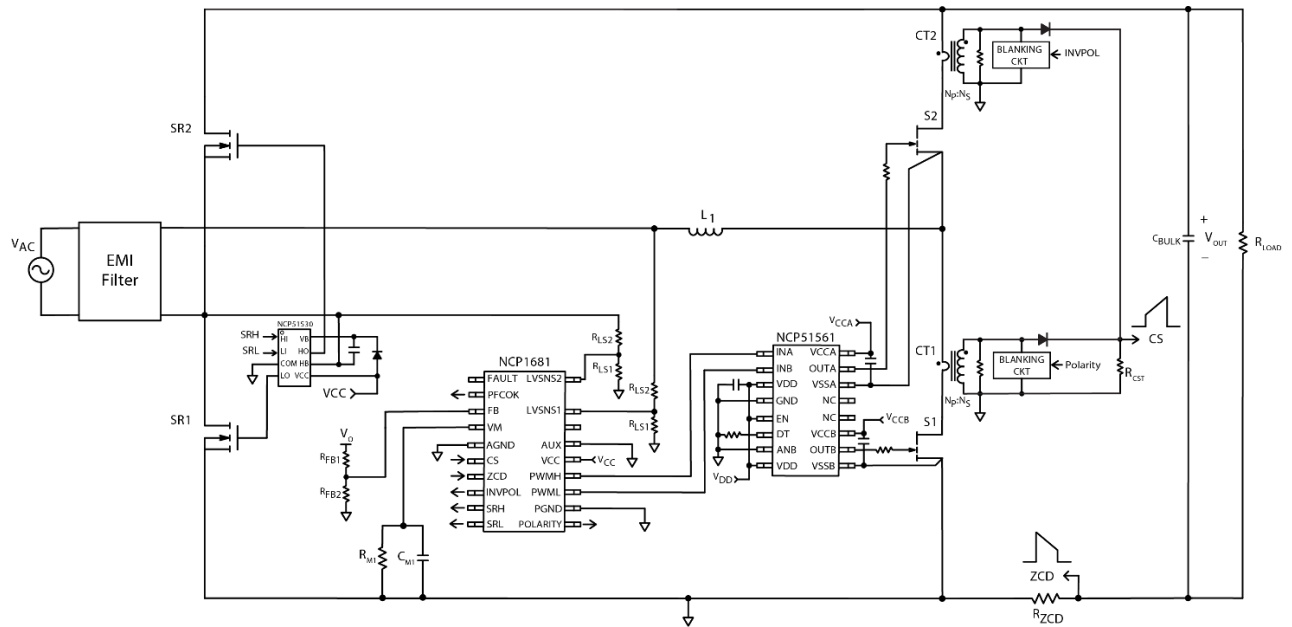 CT2
BLANKING
CKT
INVPOL
NP:NS
S2
SR2
L1
VAC
EMI
Filter
CBULK
+
VOUT
–
RLOAD
NCP51530
SRH
SRL
HI
LI
COM
LO
VB
HO
HB
VCC
VCC
RLS2
RLS1
RLS2
RLS1
NCP1681
FAULT
PFCOK
FB
VM
AGND
CS
ZCD
INVPOL
SRH
SRL
LVSNS2
LVSNS1
AUX
VCC
PWMH
PWML
PGND
POLARITY
VCC
NCP51561
VCCA
INA
INB
VDD
GND
EN
DT
ANB
VDD
VCCA
OUTA
VSSA
NC
NC
VCCB
OUTB
VSSB
VCCB
VDD
CT1
BLANKING
CKT
Polarity
NP:NS
CS
RCST
S1
SR1
VO
RFB1
RFB2
RM1
CM1
ZCD
RZCD